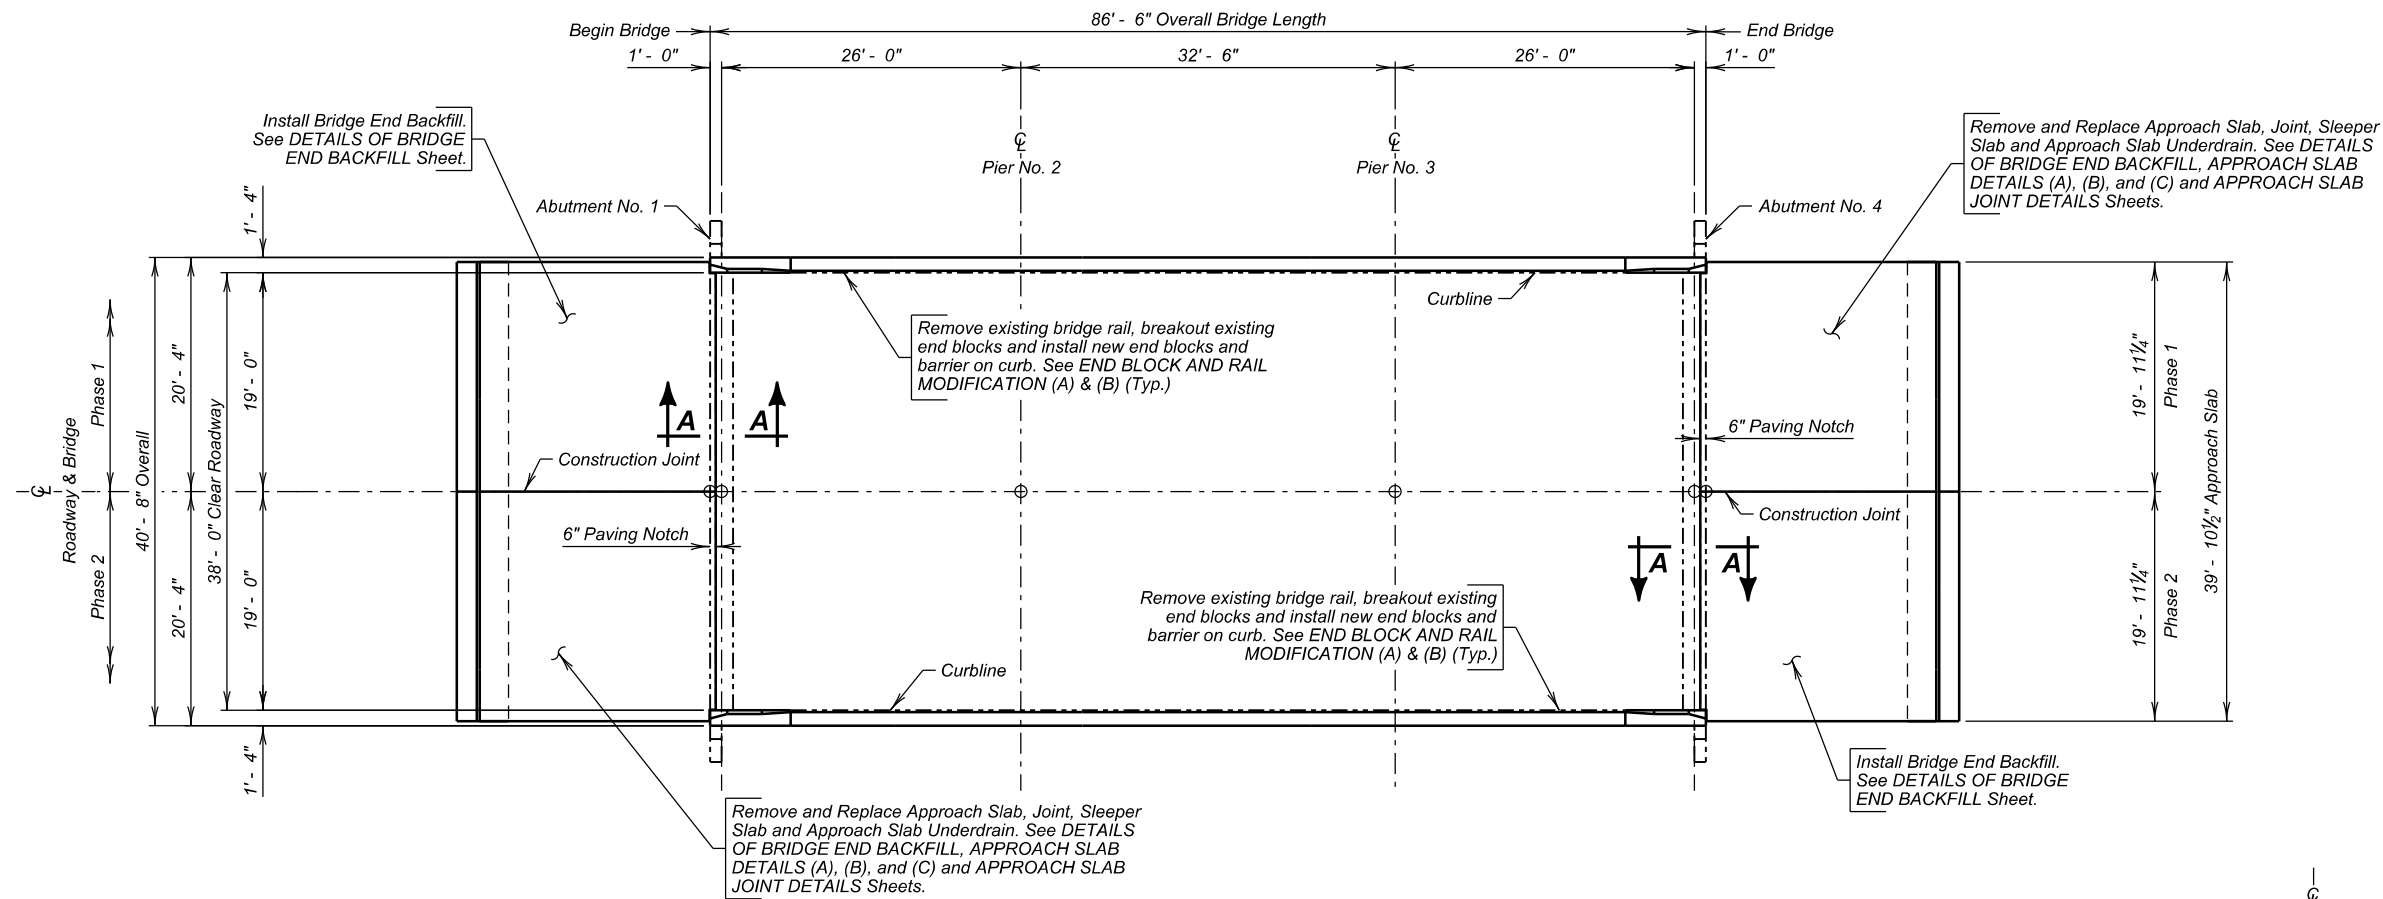 86' - 6" Overall Bridge Length
Begin Bridge
End Bridge
1' - 0"
26' - 0"
32' - 6"
26' - 0"
1' - 0"
Install Bridge End Backfill.
See DETAILS OF BRIDGE
END BACKFILL Sheet.
Remove and Replace Approach Slab, Joint, Sleeper
Slab and Approach Slab Underdrain. See DETAILS
OF BRIDGE END BACKFILL, APPROACH SLAB
DETAILS (A), (B), and (C) and APPROACH SLAB
JOINT DETAILS Sheets.
℄
Pier No. 2
℄
Pier No. 3
Abutment No. 1
Abutment No. 4
1' - 4"
Curbline
Remove existing bridge rail, breakout existing
end blocks and install new end blocks and
barrier on curb. See END BLOCK AND RAIL
MODIFICATION (A) & (B) (Typ.)
A
A
6" Paving Notch
Construction Joint
℄
Roadway & Bridge
Phase 1
Phase 2
40' - 8" Overall
20' - 4"
20' - 4"
38' - 0" Clear Roadway
19' - 0"
19' - 0"
19' - 11¼"
Phase 1
19' - 11¼"
Phase 2
39' - 10½" Approach Slab
Construction Joint
6" Paving Notch
A
A
Remove existing bridge rail, breakout existing
end blocks and install new end blocks and
barrier on curb. See END BLOCK AND RAIL
MODIFICATION (A) & (B) (Typ.)
Curbline
1' - 4"
Install Bridge End Backfill.
See DETAILS OF BRIDGE
END BACKFILL Sheet.
Remove and Replace Approach Slab, Joint, Sleeper
Slab and Approach Slab Underdrain. See DETAILS
OF BRIDGE END BACKFILL, APPROACH SLAB
DETAILS (A), (B), and (C) and APPROACH SLAB
JOINT DETAILS Sheets.
℄